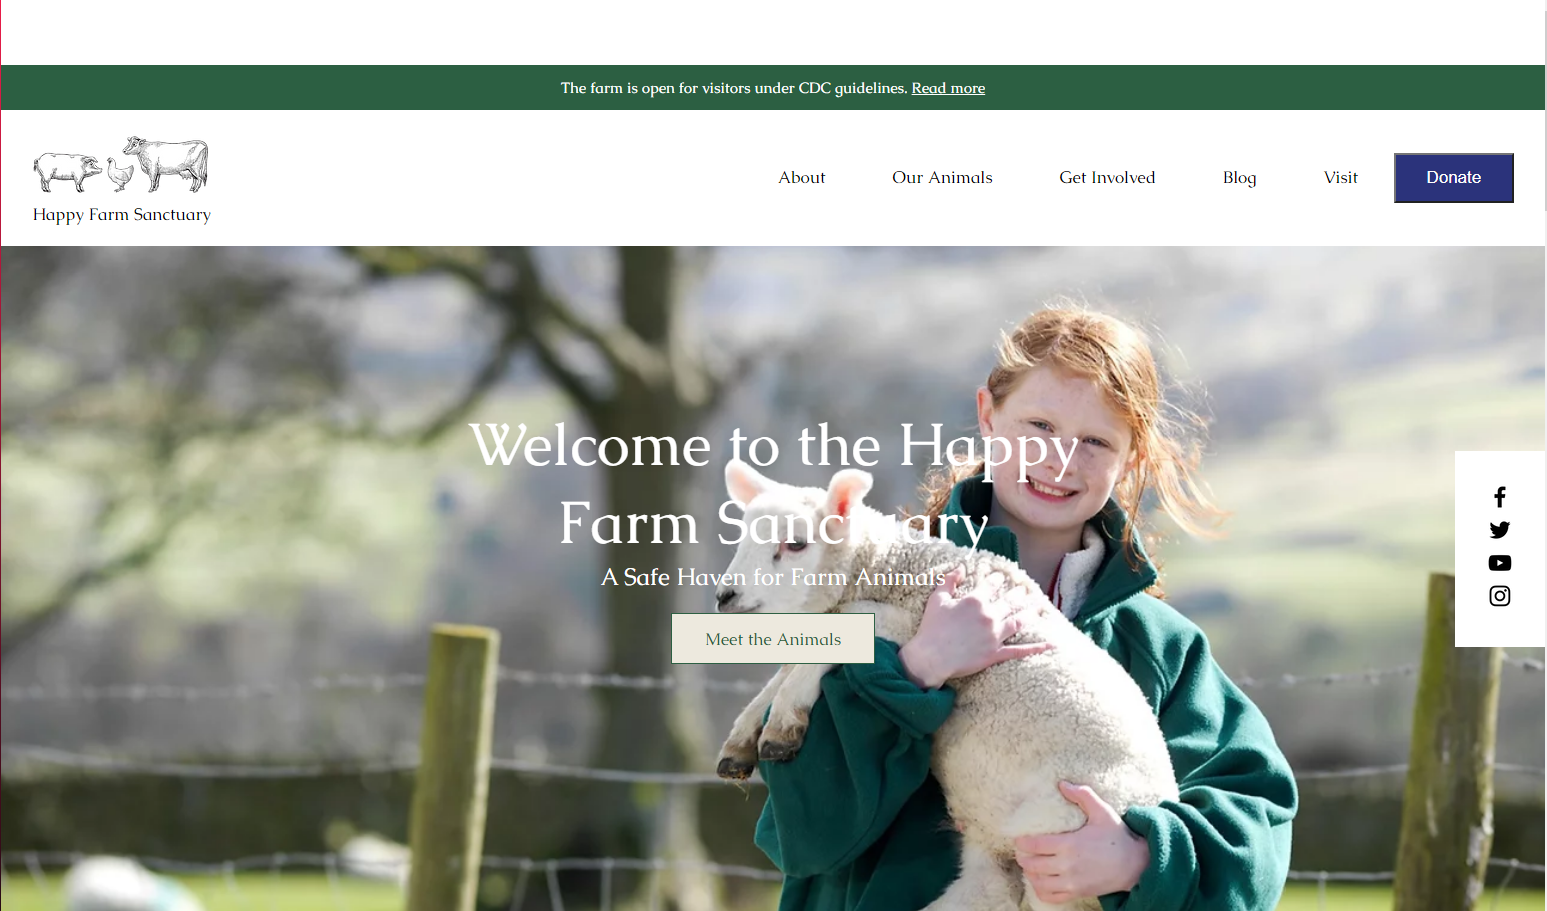 The farm is open for visitors under CDC guidelines. Read more
Happy Farm Sanctuary
About
Our Animals
Get Involved
Blog
Visit
Donate
Welcome to the Happy
Farm Sanctuary
A Safe Haven for Farm Animals
Meet the Animals